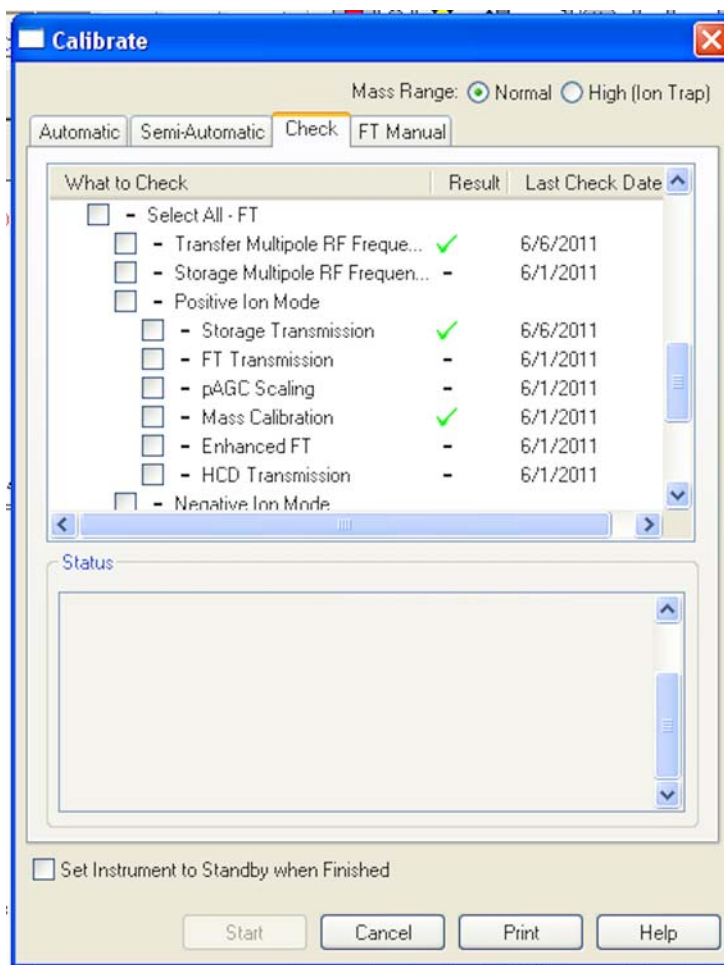 Calibrate
Mass Range: Normal High (Ion Trap)
Automatic Semi-Automatic Check FT Manual
What to Check Result Last Check Date
- Select All - FT
- Transfer Multipole RF Freque... 6/6/2011
- Storage Multipole RF Frequen... - 6/1/2011
- Positive Ion Mode
- Storage Transmission 6/6/2011
- FT Transmission - 6/1/2011
- pAGC Scaling - 6/1/2011
- Mass Calibration 6/1/2011
- Enhanced FT - 6/1/2011
- HCD Transmission - 6/1/2011
- Negative Ion Mode
Status
Set Instrument to Standby when Finished
Start Cancel Print Help